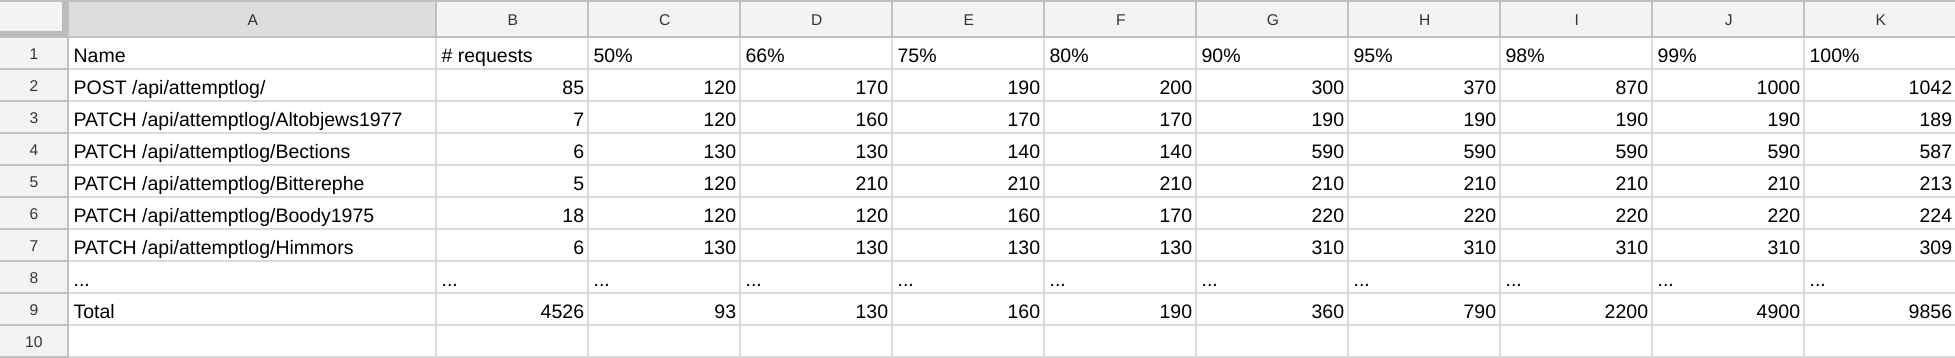 A B C D E F G H I J K
1 Name # requests 50% 66% 75% 80% 90% 95% 98% 99% 100%
2 POST /api/attemptlog/ 85 120 170 190 200 300 370 870 1000 1042
3 PATCH /api/attemptlog/Altobjews1977 7 120 160 170 170 190 190 190 190 189
4 PATCH /api/attemptlog/Bections 6 130 130 140 140 590 590 590 590 587
5 PATCH /api/attemptlog/Bitterephe 5 120 210 210 210 210 210 210 210 213
6 PATCH /api/attemptlog/Boody1975 18 120 120 160 170 220 220 220 220 224
7 PATCH /api/attemptlog/Himmors 6 130 130 130 130 310 310 310 310 309
8 ... ... ... ... ... ... ... ... ... ... ...
9 Total 4526 93 130 160 190 360 790 2200 4900 9856
10